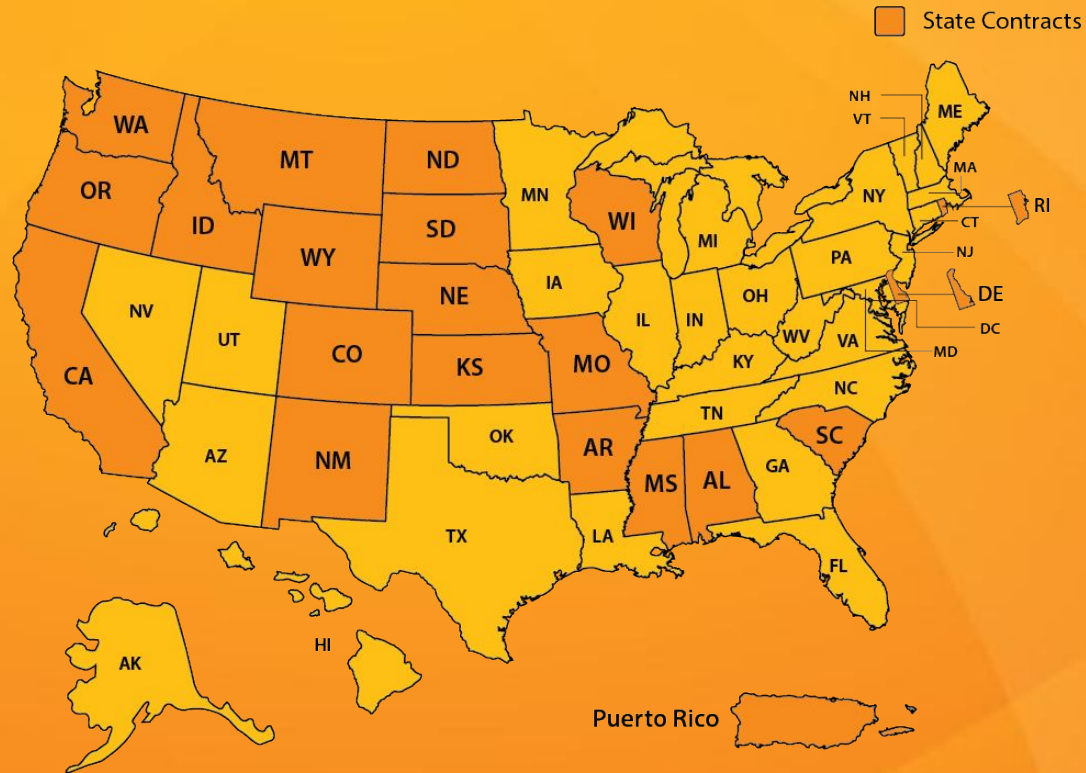 State Contracts
NH
VT
ME
WA
MT
ND
MN
MA
OR
ID
SD
WI
NY
RI
CT
WY
MI
NJ
PA
NE
IA
OH
DE
NV
UT
IL
IN
WV
VA
DC
CO
KS
MO
KY
MD
CA
NC
TN
AZ
NM
OK
AR
SC
MS
AL
GA
TX
LA
FL
HI
AK
Puerto Rico